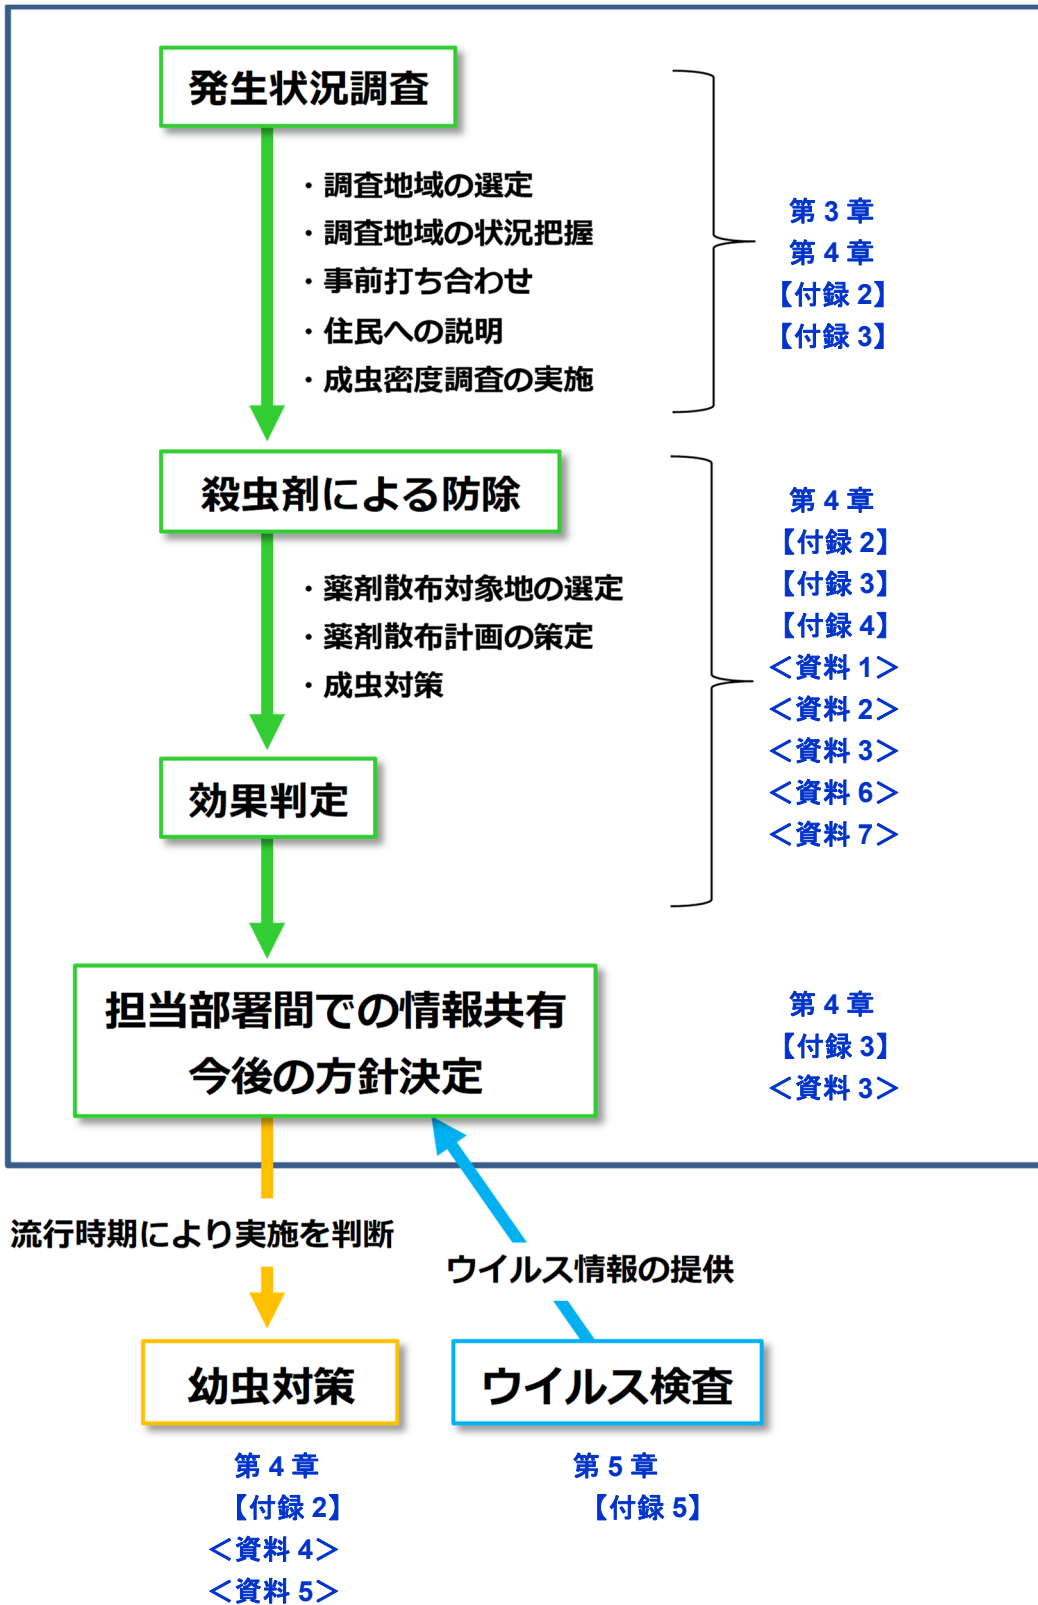 発生状況調査
・調査地域の選定
・調査地域の状況把握
・事前打ち合わせ
・住民への説明
・成虫密度調査の実施
第 3 章
第 4 章
【付録 2】
【付録 3】
殺虫剤による防除
・薬剤散布対象地の選定
・薬剤散布計画の策定
・成虫対策
効果判定
第 4 章
【付録 2】
【付録 3】
【付録 4】
＜資料 1＞
＜資料 2＞
＜資料 3＞
＜資料 6＞
＜資料 7＞
担当部署間での情報共有
今後の方針決定
第 4 章
【付録 3】
＜資料 3＞
流行時期により実施を判断
ウイルス情報の提供
幼虫対策
第 4 章
【付録 2】
＜資料 4＞
＜資料 5＞
ウイルス検査
第 5 章
【付録 5】